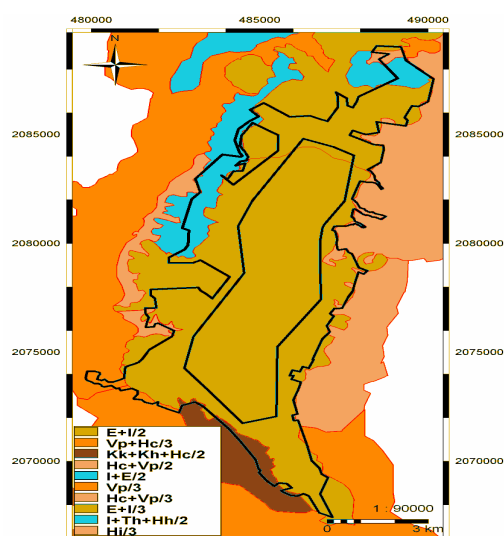 480000 485000 490000
N
2085000 2085000
2080000 2080000
2075000 2075000
2070000 2070000
E+I/2
Vp+Hc/3
Kk+Kh+Hc/2
Hc+Vp/2
I+E/2
Vp/3
Hc+Vp/3
E+I/3
I+Th+Hh/2
Hi/3
1 : 90000
0 3 km